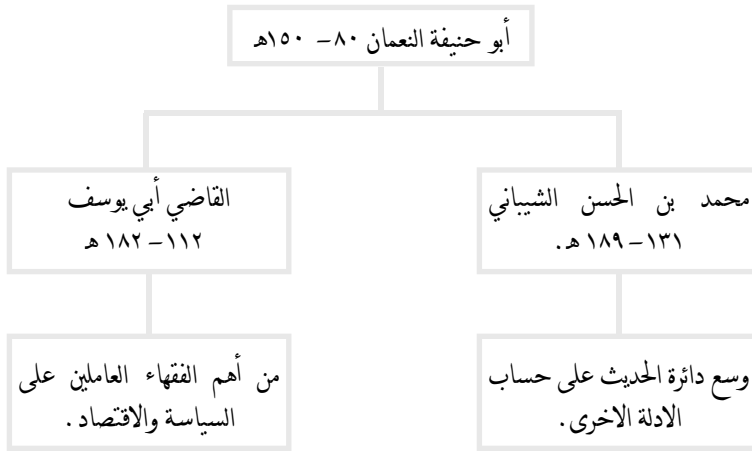 أبو حنيفة النعمان ٨٠ – ١٥٠هـ
محمد بن الحسن الشيباني
١٣١–١٨٩ هـ.
القاضي أبي يوسف
١١٢–١٨٢ هـ
وسع دائرة الحديث على حساب
الادلة الاخرى.
من أهم الفقهاء العاملين على
السياسة والاقتصاد.